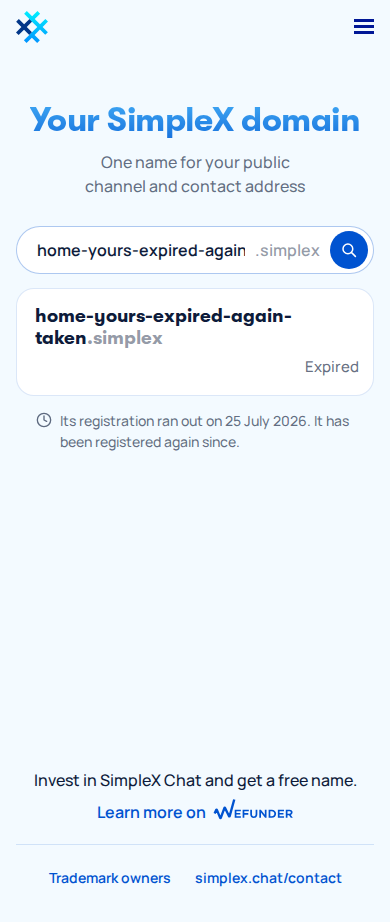 Your SimpleX domain
One name for your public
channel and contact address
home-yours-expired-again .simplex
home-yours-expired-again-
taken.simplex
Expired
Its registration ran out on 25 July 2026. It has
been registered again since.
Invest in SimpleX Chat and get a free name.
Learn more on WEFUNDER
Trademark owners simplex.chat/contact